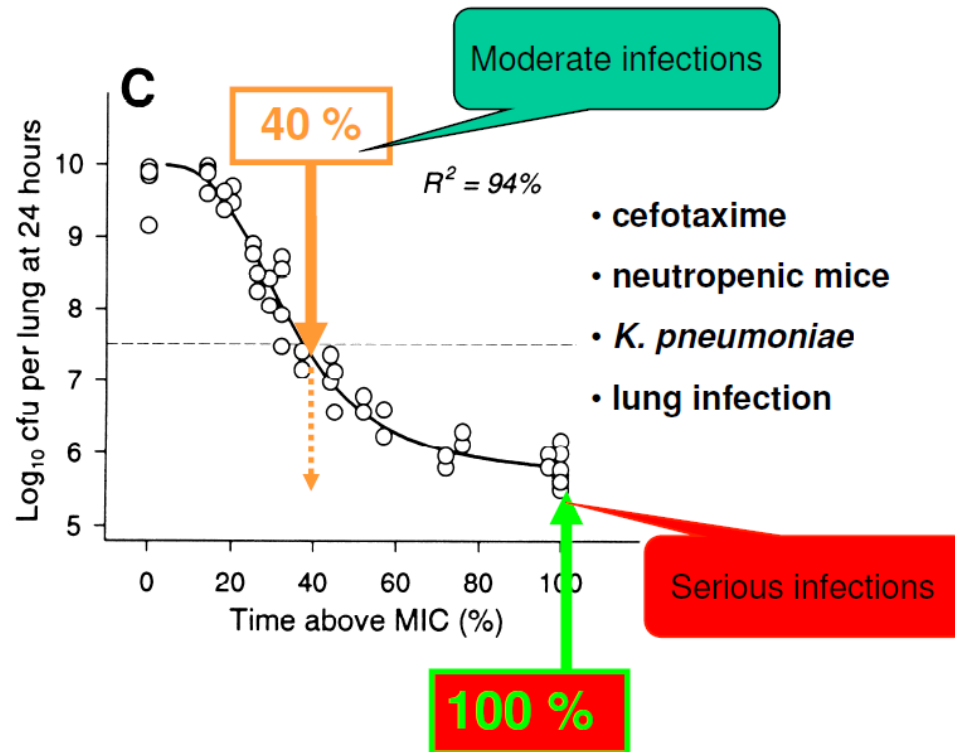 Moderate infections
C
40 %
R² = 94%
Log₁₀ cfu per lung at 24 hours
10
9
8
7
6
5
• cefotaxime
• neutropenic mice
• K. pneumoniae
• lung infection
0 20 40 60 80 100
Time above MIC (%)
Serious infections
100 %